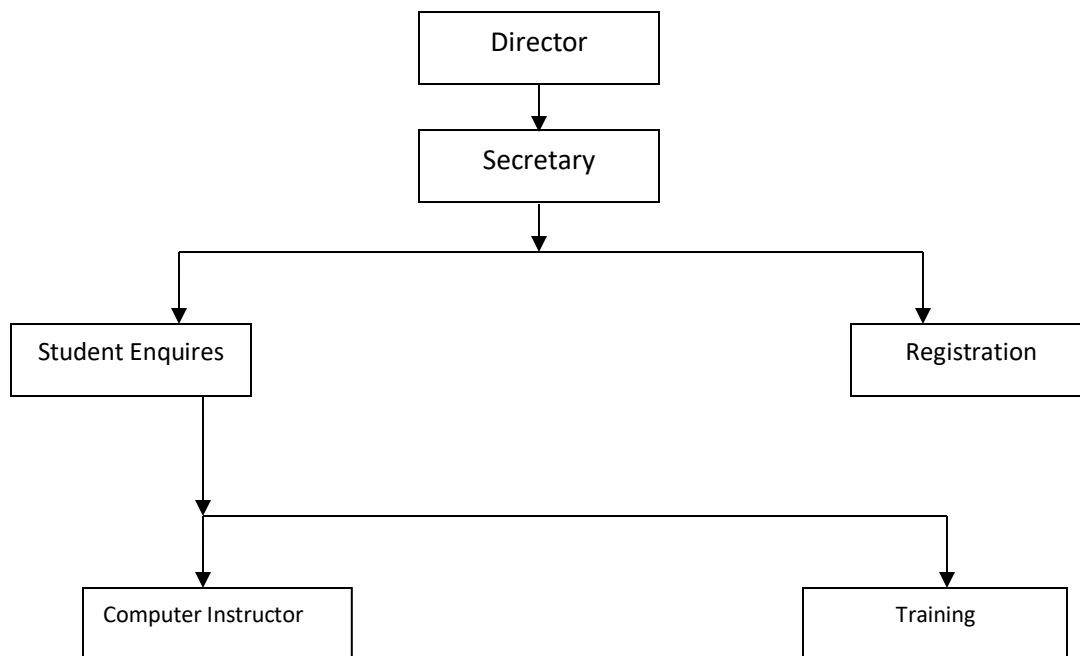 Director
Secretary
Student Enquires
Registration
Computer Instructor
Training